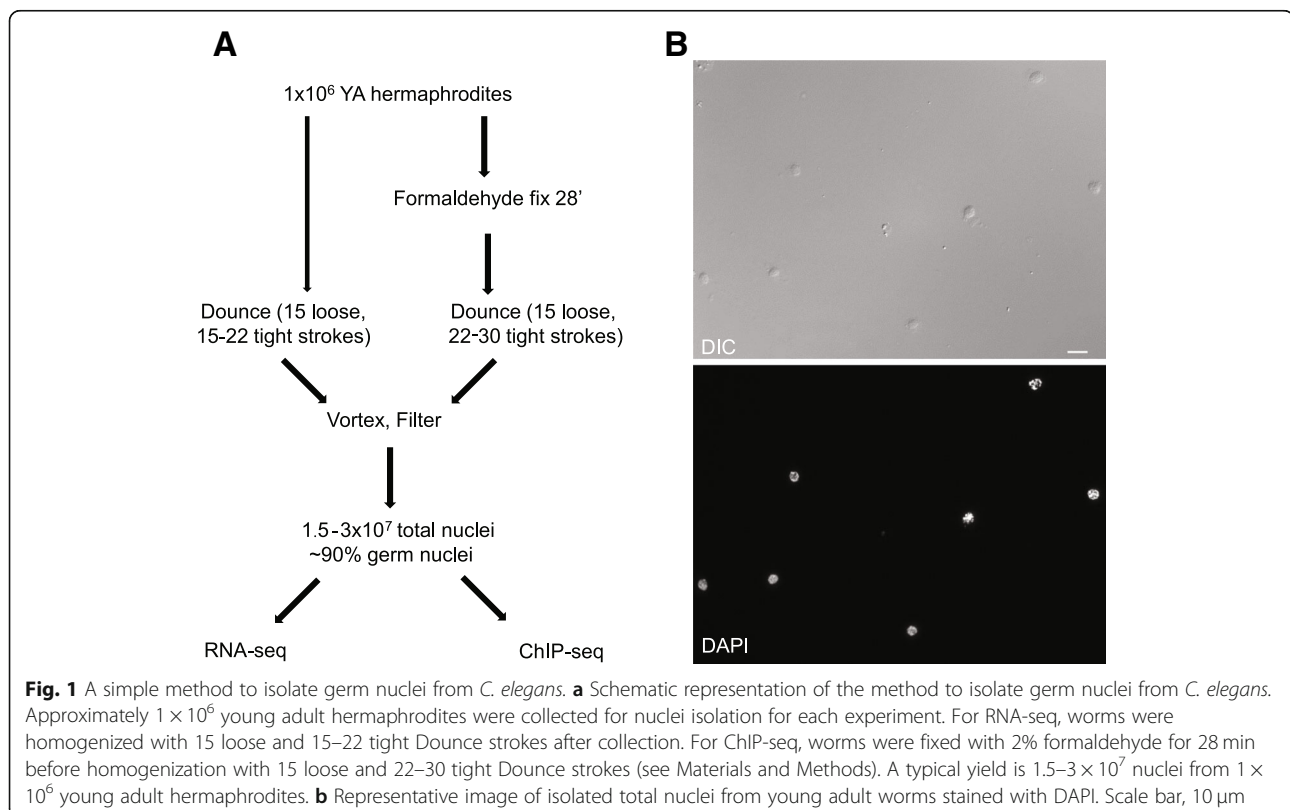 A
B
1x10⁶ YA hermaphrodites
Formaldehyde fix 28'
Dounce (15 loose,
15-22 tight strokes)
Dounce (15 loose,
22-30 tight strokes)
Vortex, Filter
1.5-3x10⁷ total nuclei
~90% germ nuclei
RNA-seq
ChIP-seq
DIC
DAPI
Fig. 1 A simple method to isolate germ nuclei from C. elegans. a Schematic representation of the method to isolate germ nuclei from C. elegans.
Approximately 1 × 10⁶ young adult hermaphrodites were collected for nuclei isolation for each experiment. For RNA-seq, worms were
homogenized with 15 loose and 15–22 tight Dounce strokes after collection. For ChIP-seq, worms were fixed with 2% formaldehyde for 28 min
before homogenization with 15 loose and 22–30 tight Dounce strokes (see Materials and Methods). A typical yield is 1.5–3 × 10⁷ nuclei from 1 ×
10⁶ young adult hermaphrodites. b Representative image of isolated total nuclei from young adult worms stained with DAPI. Scale bar, 10 μm